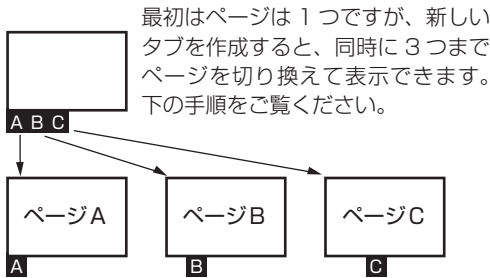 最初はページは 1 つですが、新しい
タブを作成すると、同時に 3 つまで
ページを切り換えて表示できます。
下の手順をご覧ください。
A B C
ページA
ページB
ページC
A
B
C